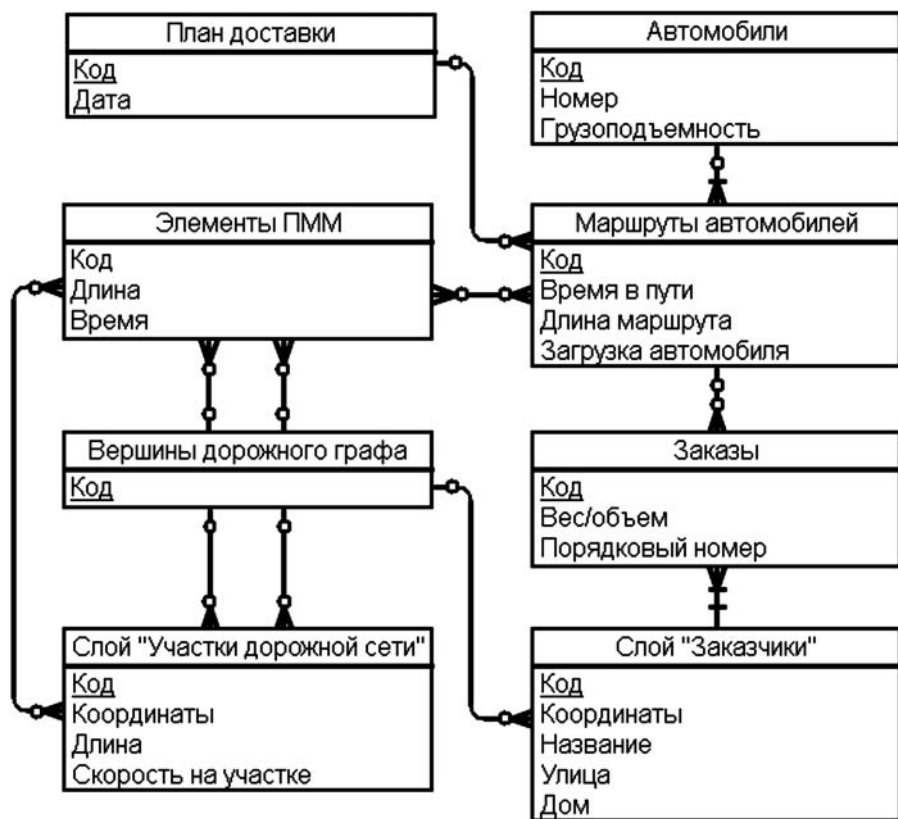 План доставки
Код
Дата
Автомобили
Код
Номер
Грузоподъемность
Элементы ПММ
Код
Длина
Время
Маршруты автомобилей
Код
Время в пути
Длина маршрута
Загрузка автомобиля
Вершины дорожного графа
Код
Заказы
Код
Вес/объем
Порядковый номер
Слой "Участки дорожной сети"
Код
Координаты
Длина
Скорость на участке
Слой "Заказчики"
Код
Координаты
Название
Улица
Дом